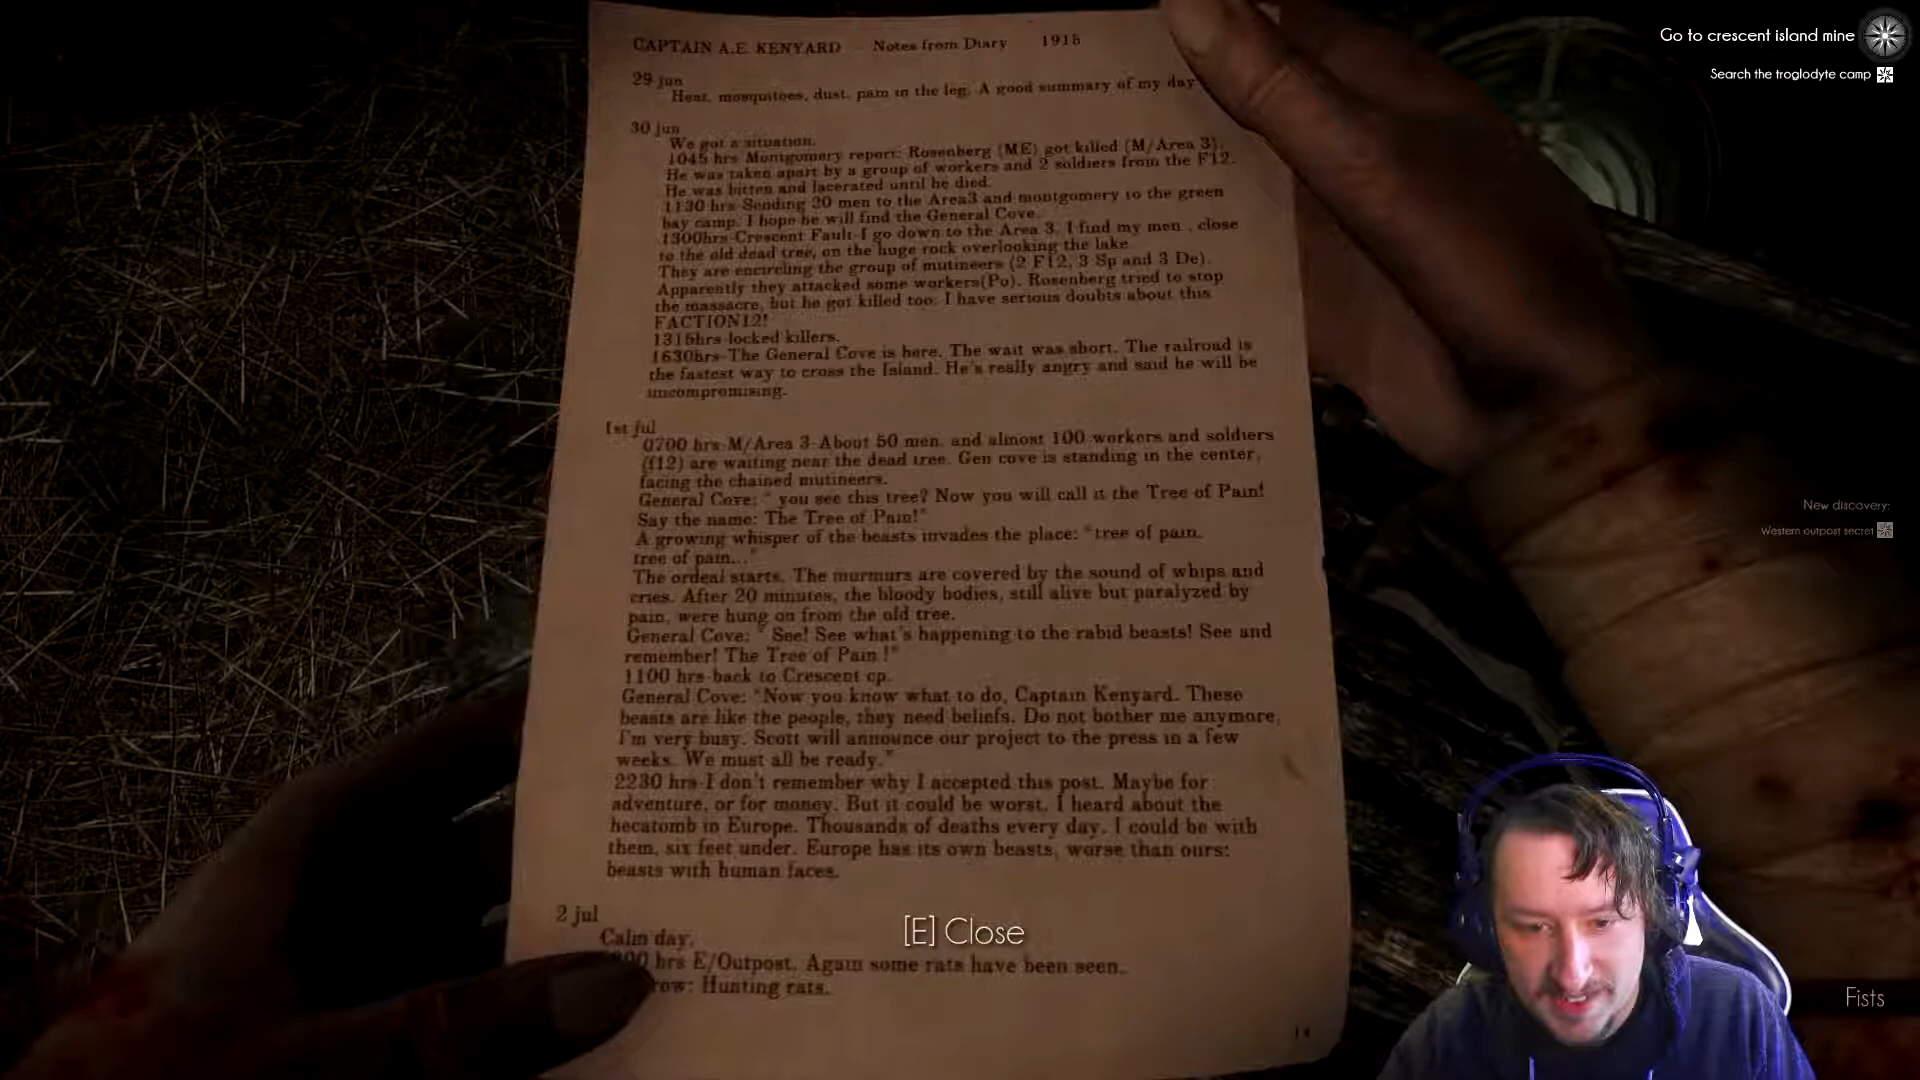 CAPTAIN A.E. KENYARD - Notes from Diary 1915
29 jun
Heat, mosquitoes, dust, pain in the leg. A good summary of my day
30 jun
We got a situation.
1045 hrs Montgomery report: Rosenberg (ME) got killed (M/Area 3).
He was taken apart by a group of workers and 2 soldiers from the F12.
He was bitten and lacerated until he died.
1130 hrs-Sending 20 men to the Area3 and montgomery to the green
bay camp. I hope he will find the General Cove.
1300hrs-Crescent Fault-I go down to the Area 3. I find my men , close
to the old dead tree, on the huge rock overlooking the lake.
They are encircling the group of mutineers (2 F12, 3 Sp and 3 De).
Apparently they attacked some workers(Po). Rosenberg tried to stop
the massacre, but he got killed too. I have serious doubts about this
FACTION12!
1315hrs-locked killers.
1630hrs-The General Cove is here. The wait was short. The railroad is
the fastest way to cross the Island. He's really angry and said he will be
uncompromising.
1st jul
0700 hrs-M/Area 3-About 50 men, and almost 100 workers and soldiers
(f12) are waiting near the dead tree. Gen cove is standing in the center,
facing the chained mutineers.
General Cove: " you see this tree? Now you will call it the Tree of Pain!
Say the name: The Tree of Pain!"
A growing whisper of the beasts invades the place: "tree of pain,
tree of pain..."
The ordeal starts. The murmurs are covered by the sound of whips and
cries. After 20 minutes, the bloody bodies, still alive but paralyzed by
pain, were hung on from the old tree.
General Cove: " See! See what's happening to the rabid beasts! See and
remember! The Tree of Pain !"
1100 hrs-back to Crescent cp.
General Cove: "Now you know what to do, Captain Kenyard. These
beasts are like the people, they need beliefs. Do not bother me anymore,
I'm very busy. Scott will announce our project to the press in a few
weeks. We must all be ready."
2230 hrs-I don't remember why I accepted this post. Maybe for
adventure, or for money. But it could be worst. I heard about the
hecatomb in Europe. Thousands of deaths every day. I could be with
them, six feet under. Europe has its own beasts, worse than ours:
beasts with human faces.
2 jul
Calm day.
hrs E/Outpost. Again some rats have been seen.
row: Hunting rats.
14
[E] Close
Go to crescent island mine
Search the troglodyte camp
New discovery:
Western outpost secret
Fists